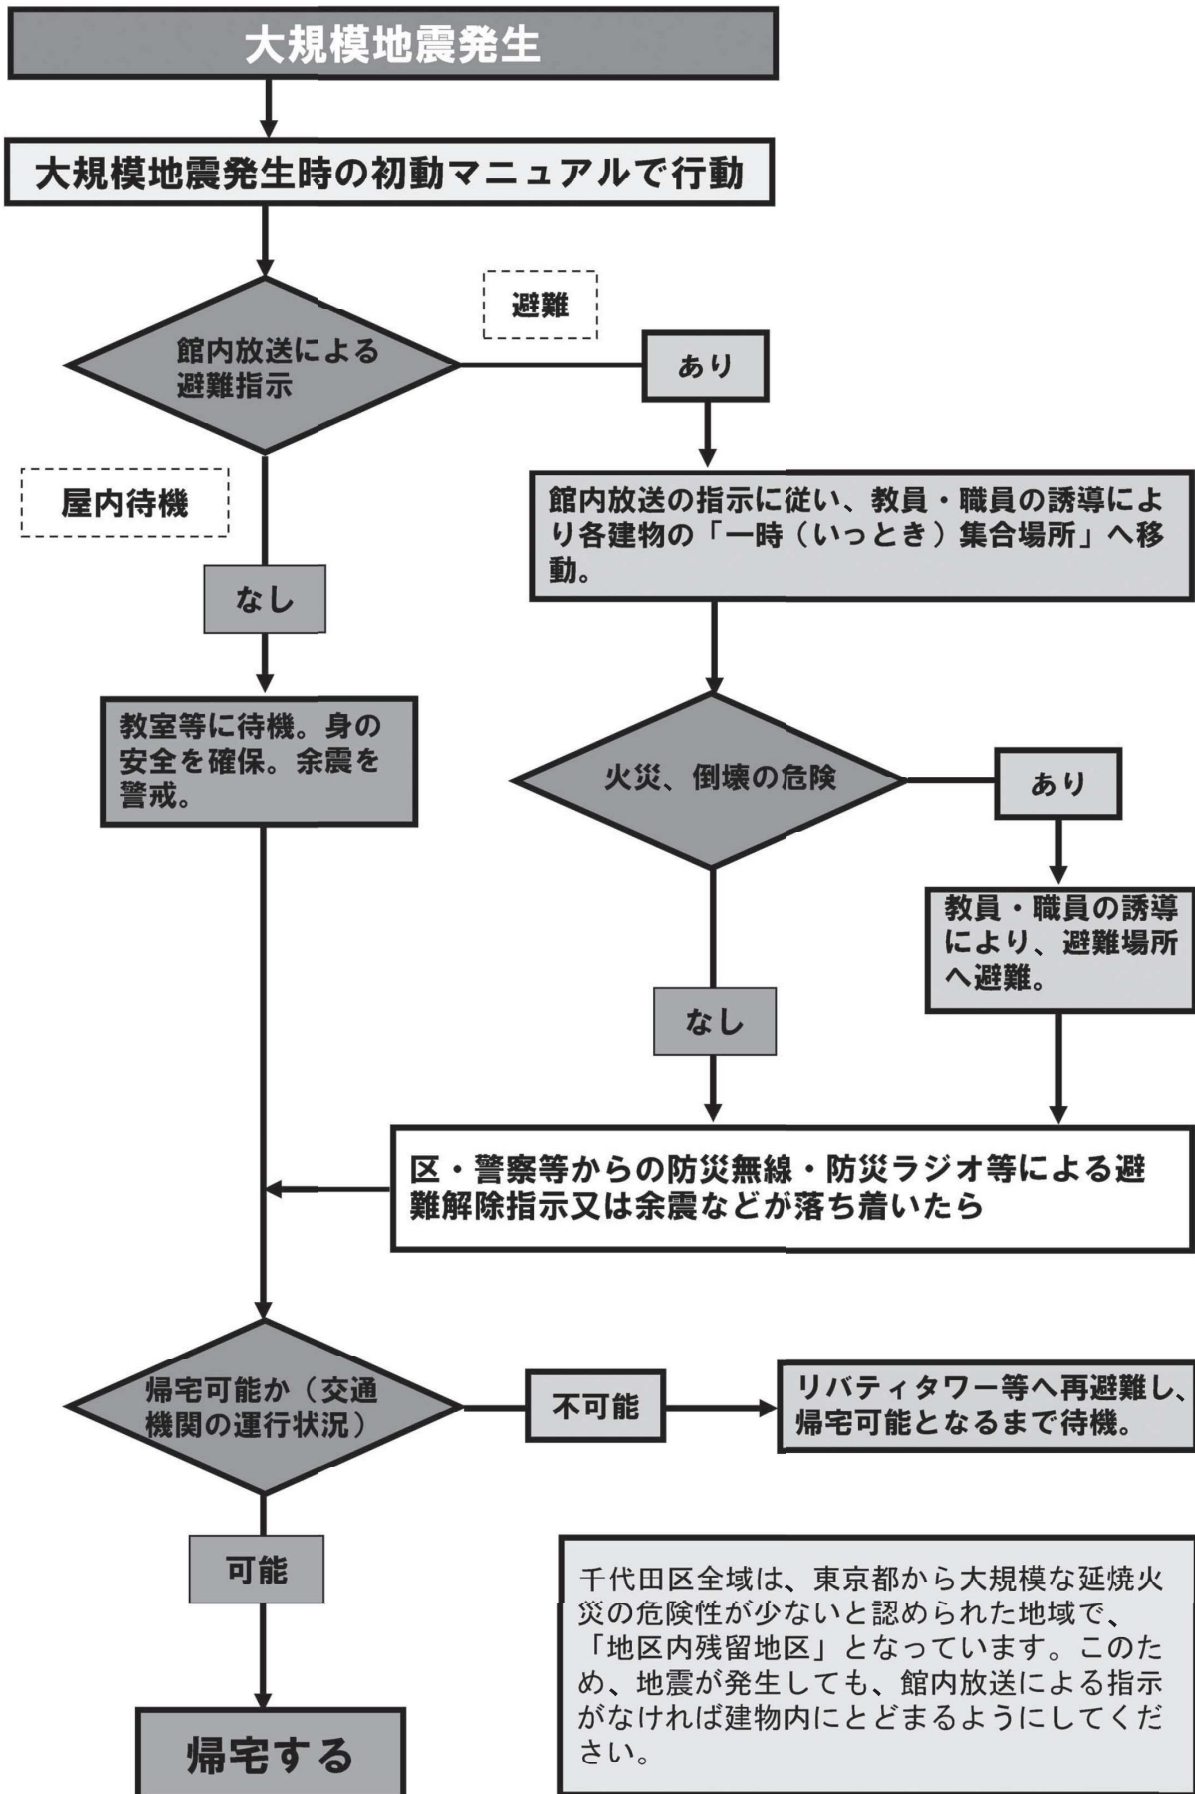 大規模地震発生
大規模地震発生時の初動マニュアルで行動
館内放送による
避難指示
避難
あり
屋内待機
なし
館内放送の指示に従い、教員・職員の誘導によ
り各建物の「一時（いっとき）集合場所」へ移
動。
教室等に待機。身の
安全を確保。余震を
警戒。
火災、倒壊の危険
あり
教員・職員の誘導
により、避難場所
へ避難。
なし
区・警察等からの防災無線・防災ラジオ等による避
難解除指示又は余震などが落ち着いたら
帰宅可能か（交通
機関の運行状況）
不可能
リバティタワー等へ再避難し、
帰宅可能となるまで待機。
可能
帰宅する
千代田区全域は、東京都から大規模な延焼火
災の危険性が少ないと認められた地域で、
「地区内残留地区」となっています。このた
め、地震が発生しても、館内放送による指示
がなければ建物内にとどまるようにしてくだ
さい。